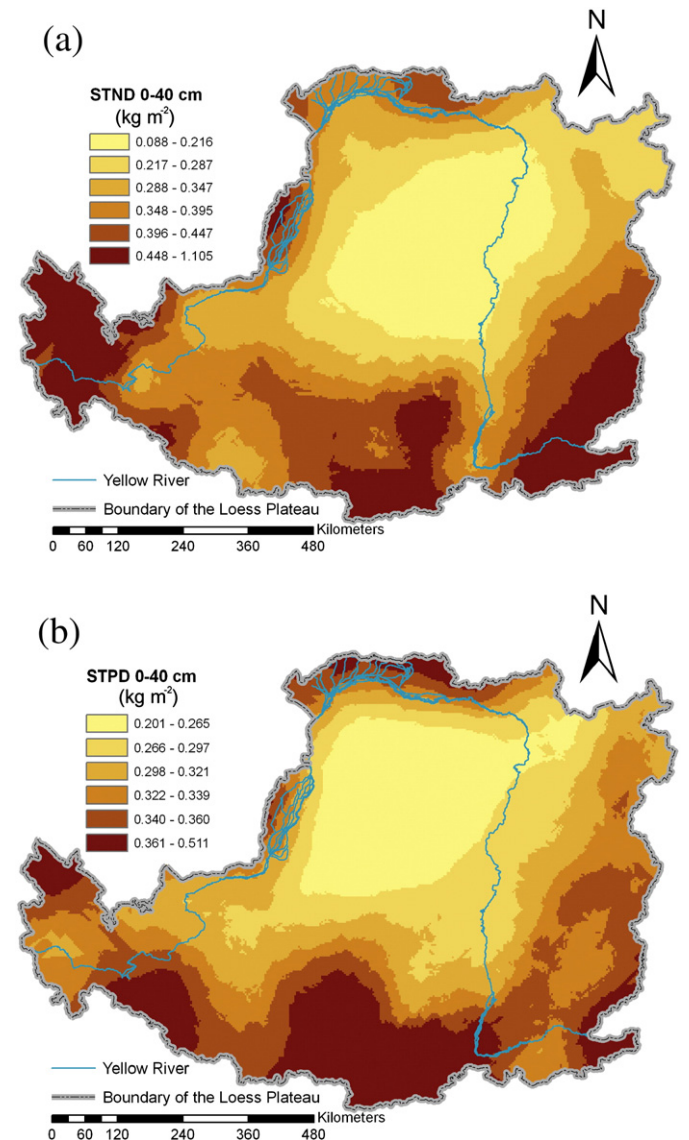 (a)
N
STND 0-40 cm
(kg m-²)
0.088 - 0.216
0.217 - 0.287
0.288 - 0.347
0.348 - 0.395
0.396 - 0.447
0.448 - 1.105
Yellow River
Boundary of the Loess Plateau
Kilometers
0 60 120 240 360 480
(b)
N
STPD 0-40 cm
(kg m-²)
0.201 - 0.265
0.266 - 0.297
0.298 - 0.321
0.322 - 0.339
0.340 - 0.360
0.361 - 0.511
Yellow River
Boundary of the Loess Plateau
Kilometers
0 60 120 240 360 480